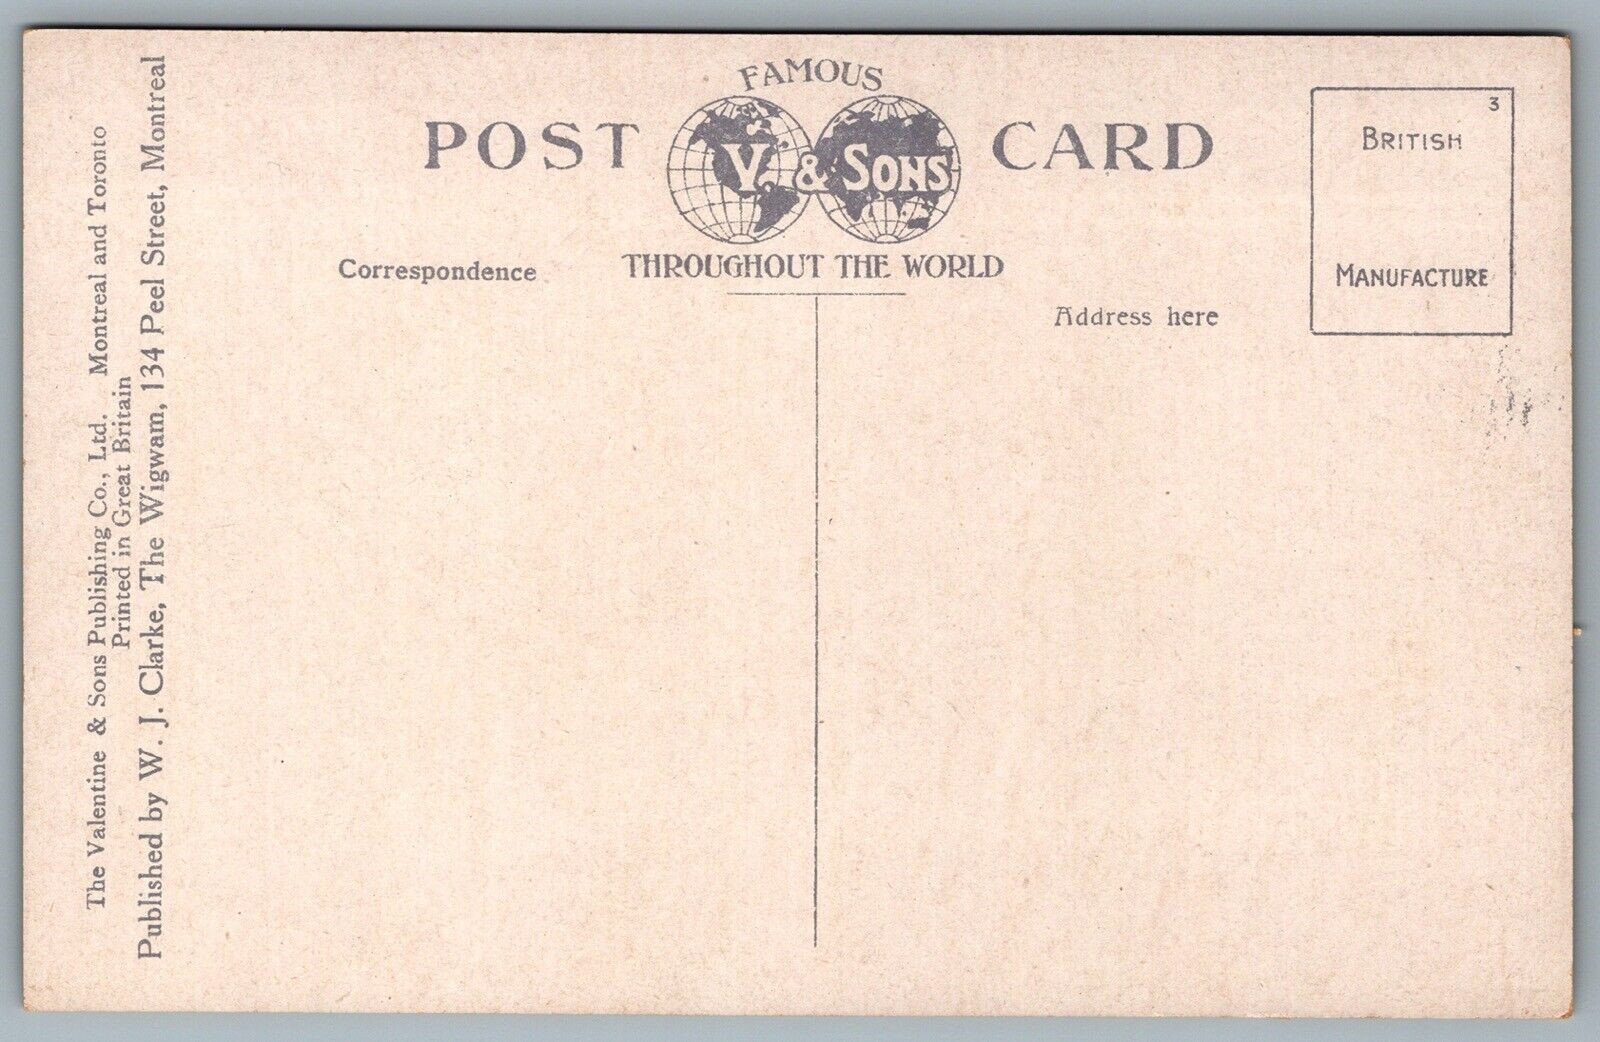 FAMOUS
POST V. & SONS CARD
THROUGHOUT THE WORLD
Correspondence
Address here
3
BRITISH
MANUFACTURE
The Valentine & Sons Publishing Co., Ltd. Montreal and Toronto
Printed in Great Britain
Published by W. J. Clarke, The Wigwam, 134 Peel Street, Montreal